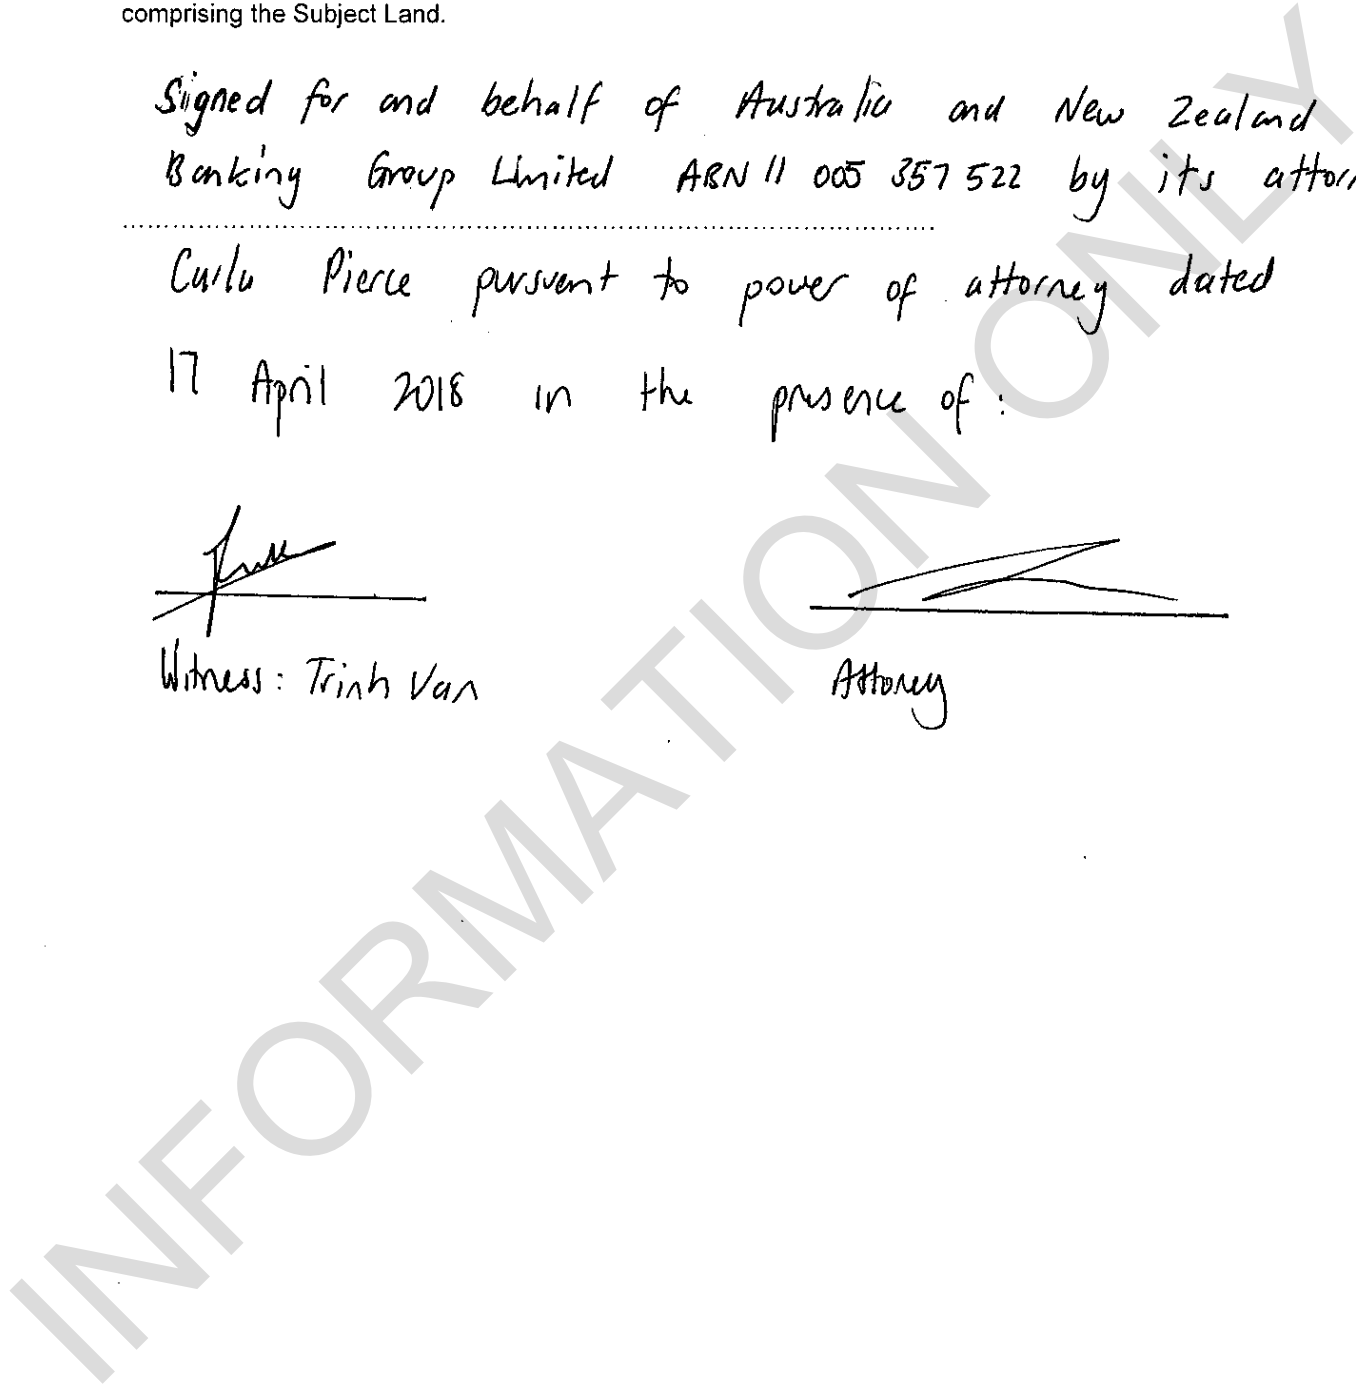 comprising the Subject Land.
Signed for and behalf of Australia and New Zealand
Banking Group Limited ABN 11 005 357 522 by its attor
Carla Pierce pursuant to power of attorney dated
17 April 2018 in the presence of:
Witness: Trinh Van
Attorney
INFORMATION ONLY